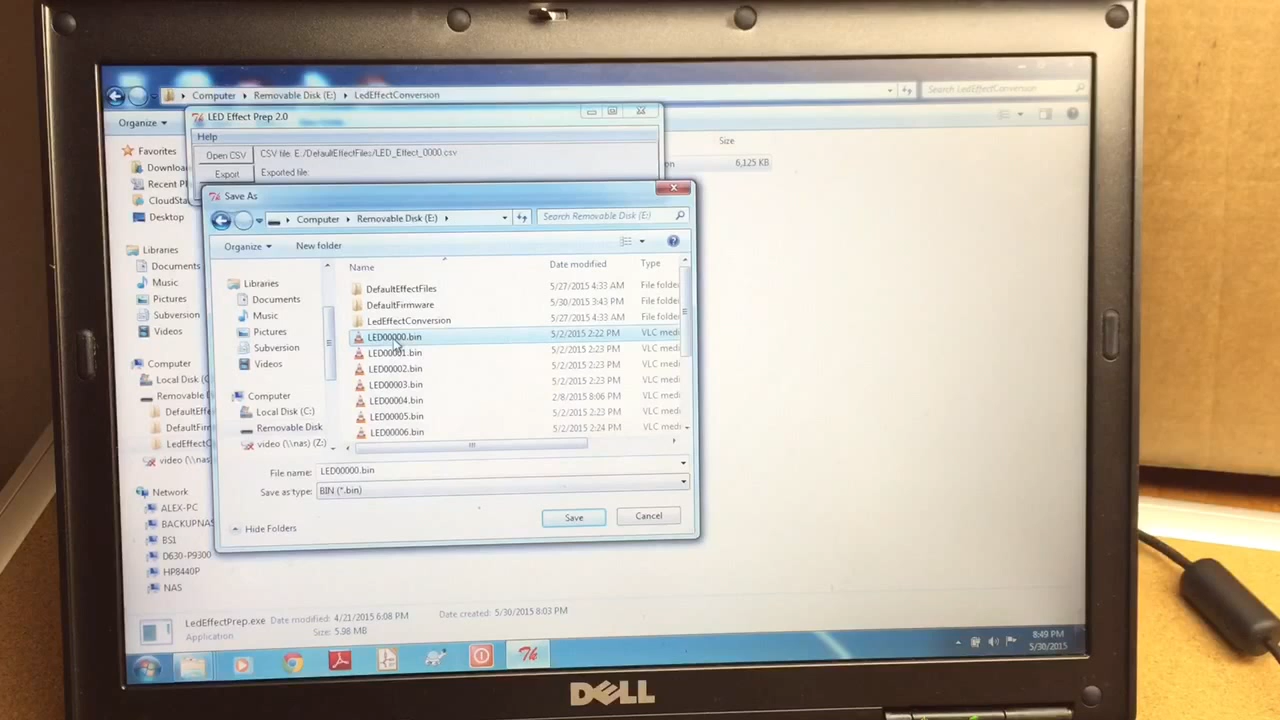 Computer Removable Disk (E:) LedEffectConversion
Search LedEffectConversion
Organize
LED Effect Prep 2.0
Help
Open CSV CSV file: E:/DefaultEffectFiles/LED_Effect_0000.csv
Export Exported file:
Size
6,125 KB
Favorites
Recent
Desktop
Libraries
Documents
Music
Pictures
Subversion
Videos
Computer
Local Disk (C
Removable
video (\\nas)
Network
ALEX-PC
BACKUPNAS
BS1
D630-P9300
HP8440P
NAS
Save As
Computer Removable Disk (E:)
Search Removable Disk (E:)
Organize New folder
Libraries
Documents
Music
Pictures
Subversion
Videos
Computer
Local Disk (C:)
Removable Disk
video (\\nas) (Z:)
Name Date modified Type
DefaultEffectFiles 5/27/2015 4:33 AM File folde
DefaultFirmware 5/30/2015 3:43 PM File folde
LedEffectConversion 5/27/2015 4:33 AM File folde
LED00000.bin 5/2/2015 2:22 PM VLC medi
LED00001.bin 5/2/2015 2:23 PM VLC medi
LED00002.bin 5/2/2015 2:23 PM VLC medi
LED00003.bin 5/2/2015 2:23 PM VLC medi
LED00004.bin 2/8/2015 8:06 PM VLC medi
LED00005.bin 5/2/2015 2:23 PM VLC medi
LED00006.bin 5/2/2015 2:24 PM VLC medi
File name: LED00000.bin
Save as type: BIN (*.bin)
Hide Folders Save Cancel
LedEffectPrep.exe Date modified: 4/21/2015 6:08 PM Date created: 5/30/2015 8:03 PM
Application Size: 5.98 MB
8:49 PM
5/30/2015
DELL